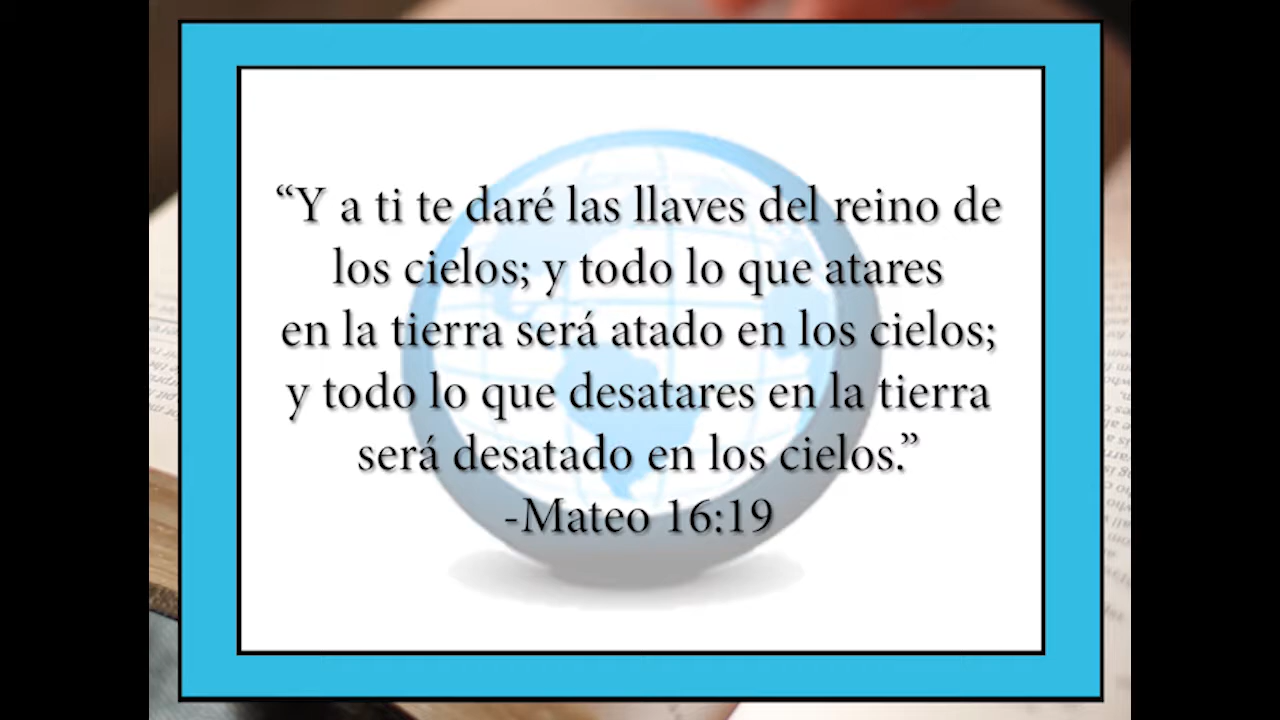 “Y a ti te daré las llaves del reino de
los cielos; y todo lo que atares
en la tierra será atado en los cielos;
y todo lo que desatares en la tierra
será desatado en los cielos.”
-Mateo 16:19